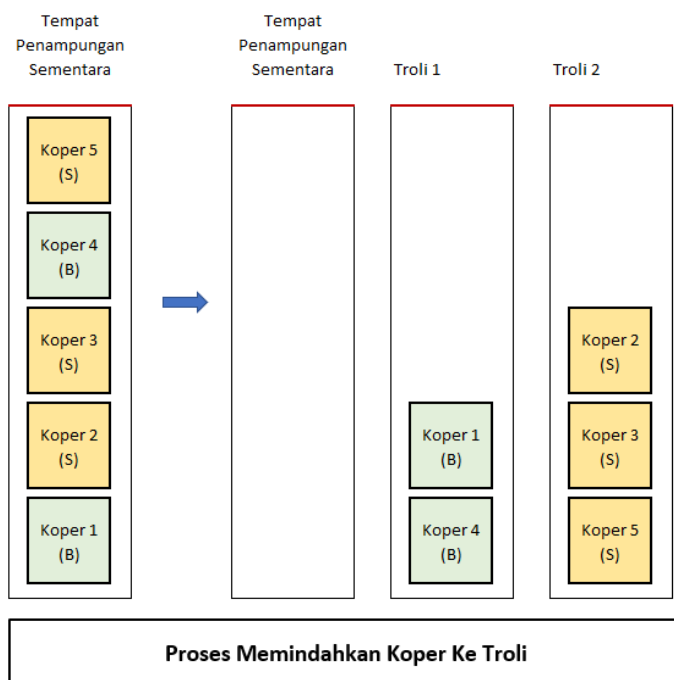 Tempat
Penampungan
Sementara
Tempat
Penampungan
Sementara
Troli 1
Troli 2
Koper 5
(S)
Koper 4
(B)
Koper 3
(S)
Koper 2
(S)
Koper 1
(B)
Koper 1
(B)
Koper 4
(B)
Koper 2
(S)
Koper 3
(S)
Koper 5
(S)
Proses Memindahkan Koper Ke Troli